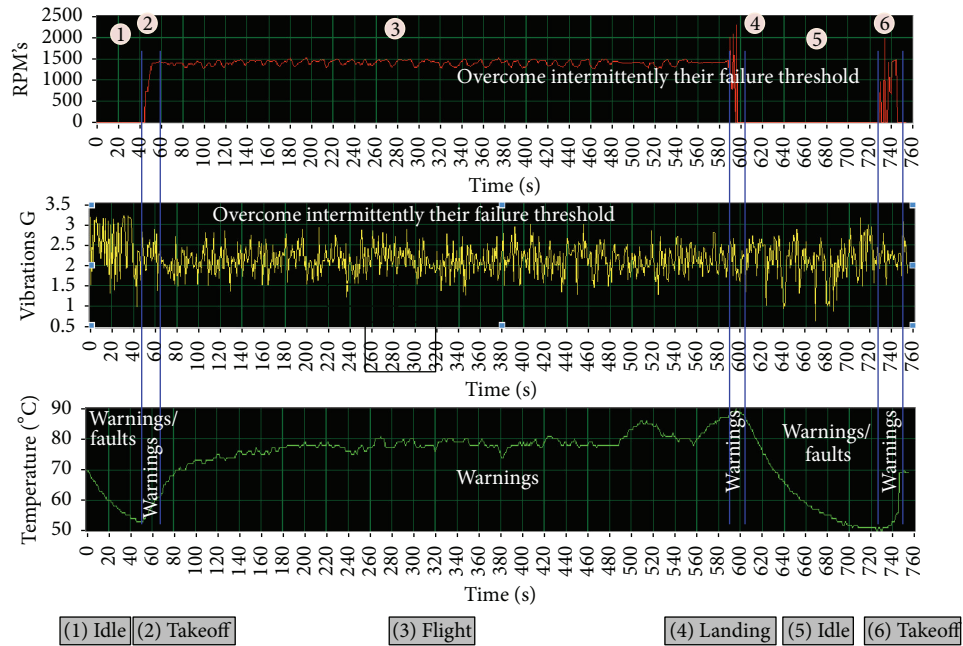 2500
2000
1500
1000
500
0
RPM's
1
2
3
4
5
6
Overcome intermittently their failure threshold
0 20 40 60 80 100 120 140 160 180 200 220 240 260 280 300 320 340 360 380 400 420 440 460 480 500 520 540 560 580 600 620 640 660 680 700 720 740 760
Time (s)
3.5
3
2.5
2
1.5
1
0.5
Vibrations G
Overcome intermittently their failure threshold
0 20 40 60 80 100 120 140 160 180 200 220 240 260 280 300 320 340 360 380 400 420 440 460 480 500 520 540 560 580 600 620 640 660 680 700 720 740 760
Time (s)
90
80
70
60
50
Temperature (°C)
Warnings/
faults
Warnings
Warnings
Warnings
Warnings/
faults
Warnings
0 20 40 60 80 100 120 140 160 180 200 220 240 260 280 300 320 340 360 380 400 420 440 460 480 500 520 540 560 580 600 620 640 660 680 700 720 740 760
Time (s)
(1) Idle
(2) Takeoff
(3) Flight
(4) Landing
(5) Idle
(6) Takeoff